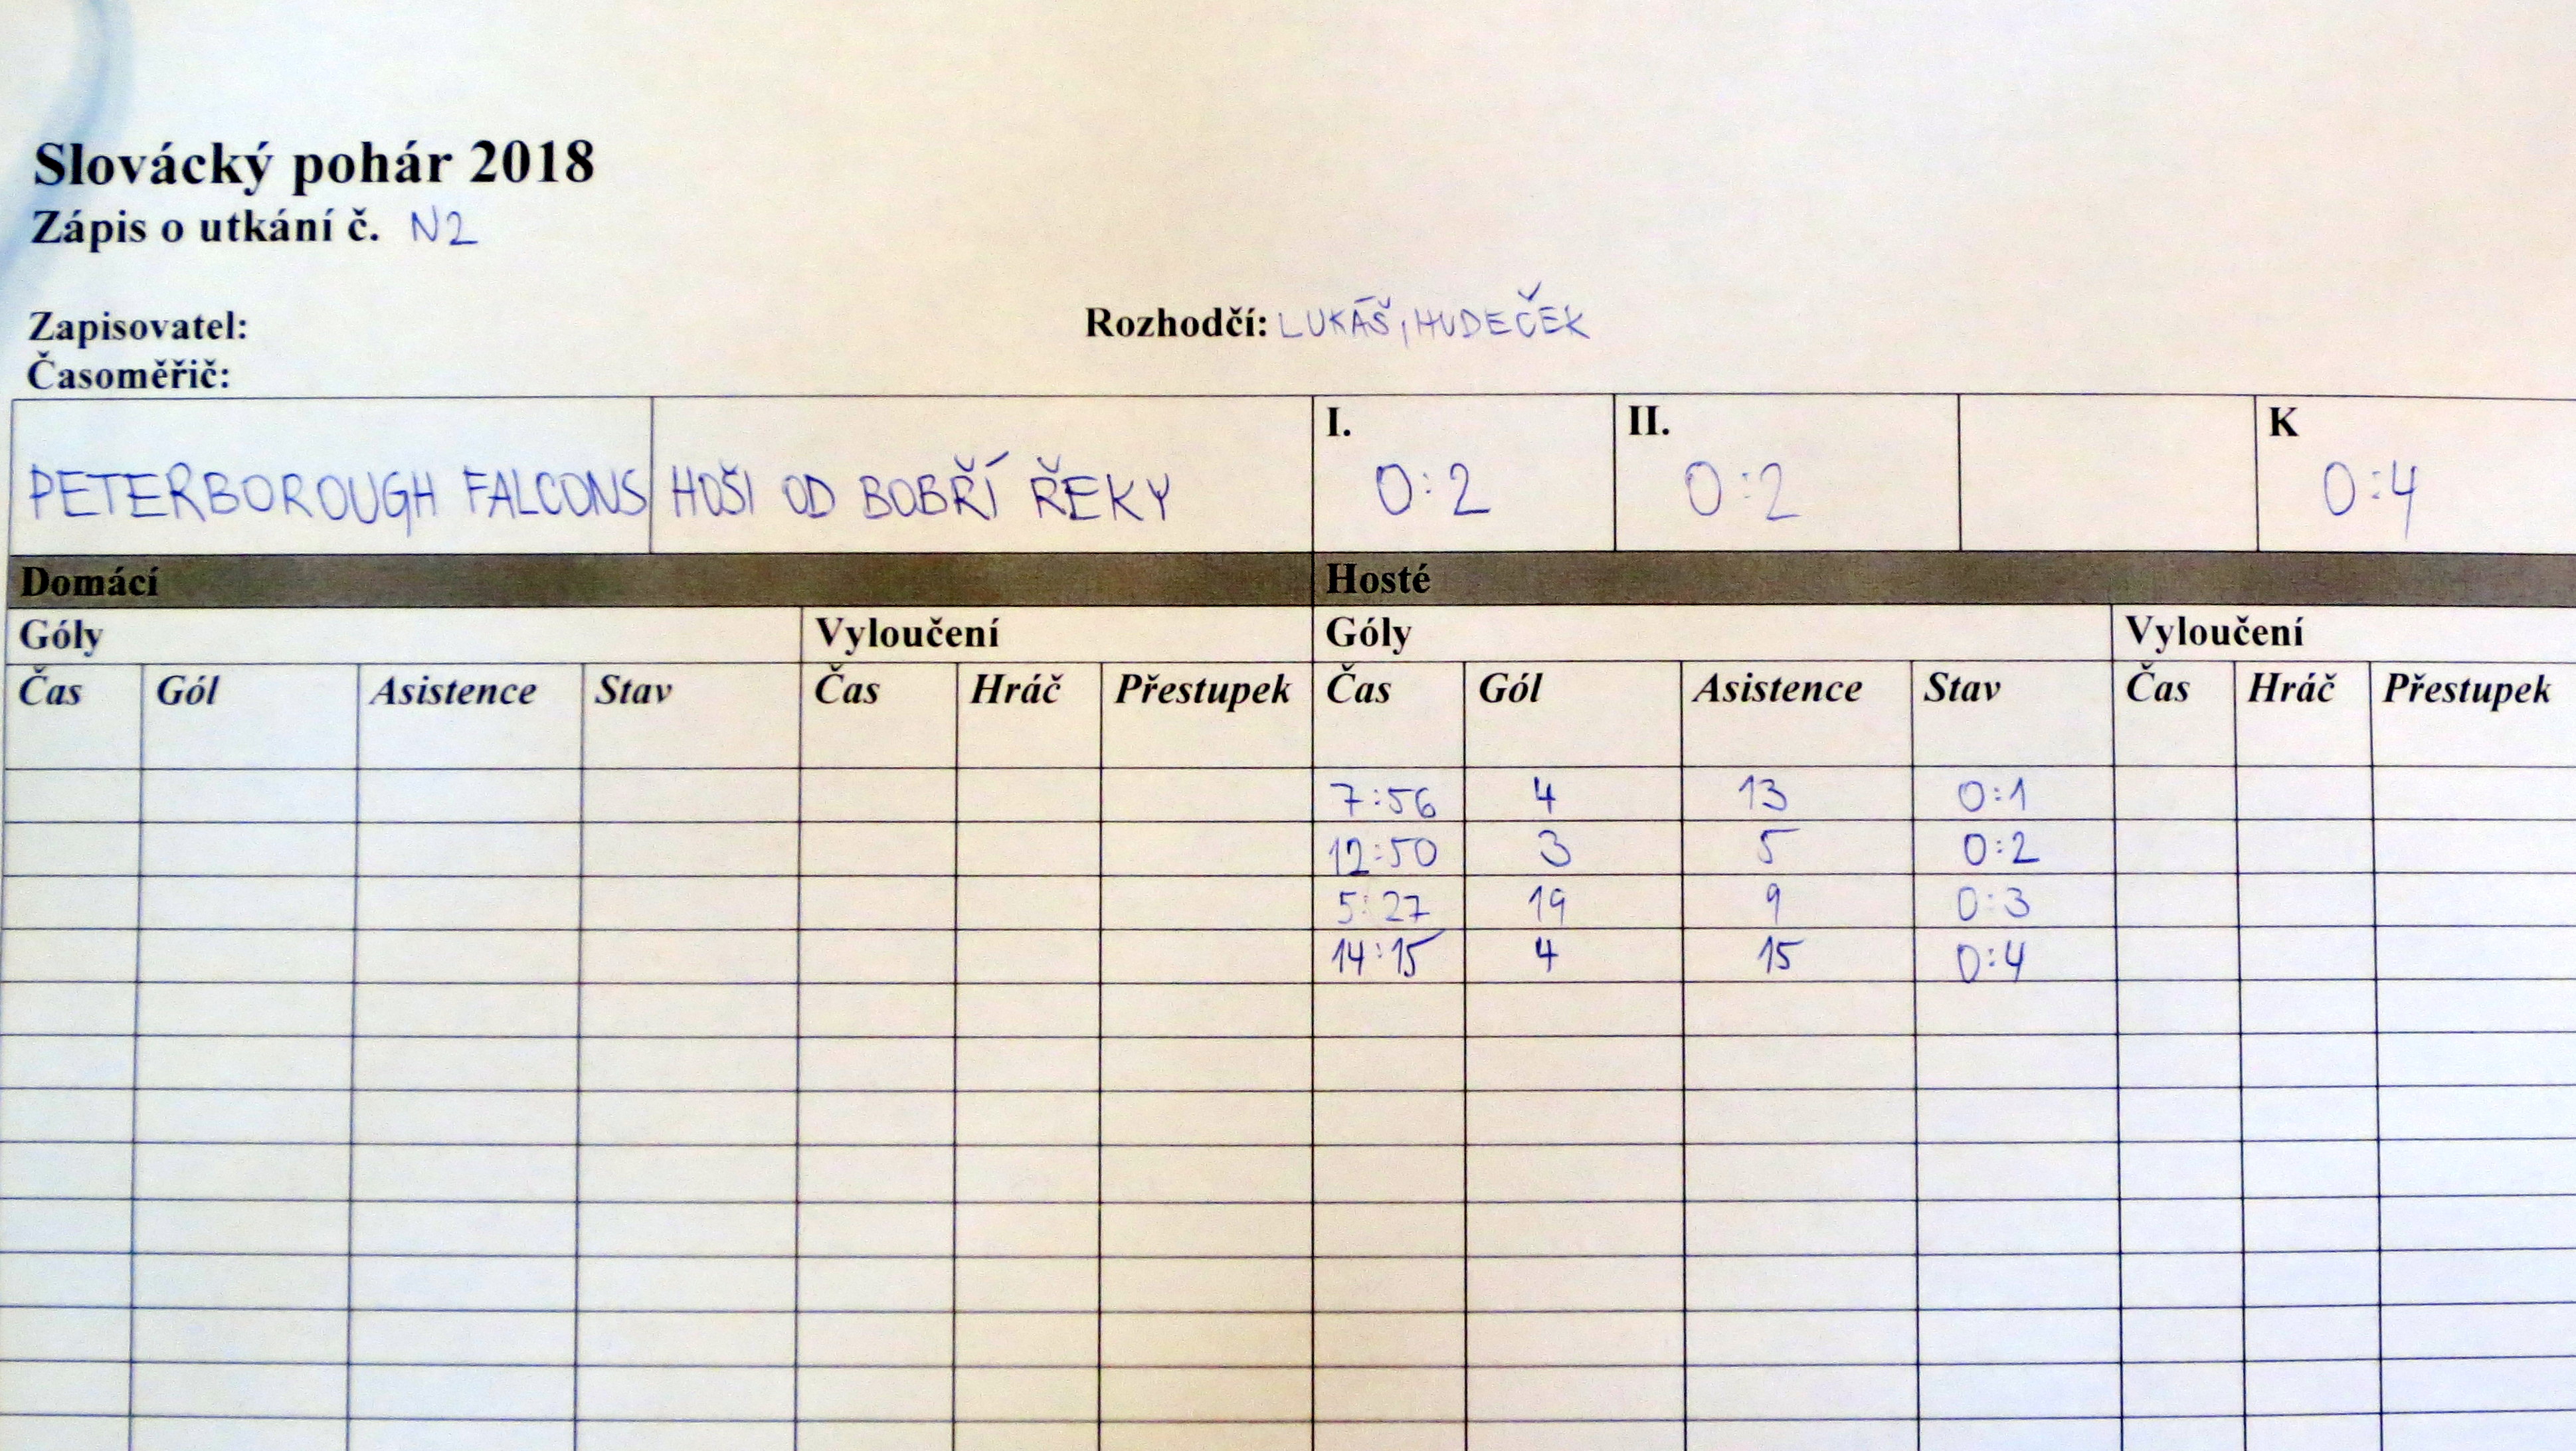 Slovácký pohár 2018
Zápis o utkání č. N2
Zapisovatel:
Rozhodčí: LUKÁŠ, HUDEČEK
Časoměřič:
I. II. K
PETERBOROUGH FALCONS HOŠI OD BOBŘÍ ŘEKY 0:2 0:2 0:4
Domácí Hosté
Góly Vyloučení Góly Vyloučení
Čas Gól Asistence Stav Čas Hráč Přestupek Čas Gól Asistence Stav Čas Hráč Přestupek
7:56 4 13 0:1
12:50 3 5 0:2
5:27 19 9 0:3
14:15 4 15 0:4